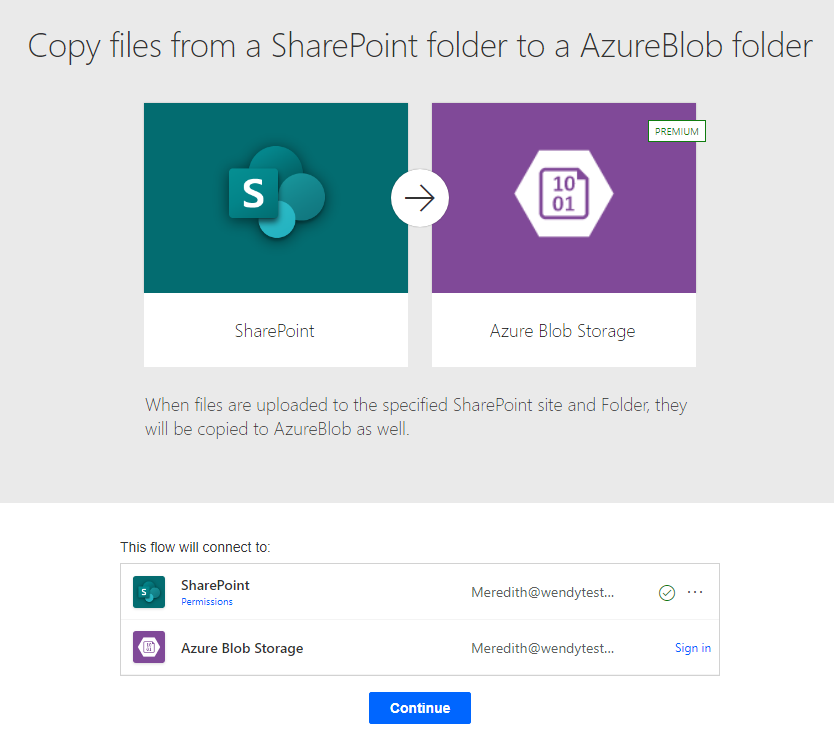 Copy files from a SharePoint folder to a AzureBlob folder
PREMIUM
S
10
01
SharePoint
Azure Blob Storage
When files are uploaded to the specified SharePoint site and Folder, they
will be copied to AzureBlob as well.
This flow will connect to:
S
SharePoint
Permissions
Meredith@wendytest...
Azure Blob Storage
Meredith@wendytest...
Sign in
Continue